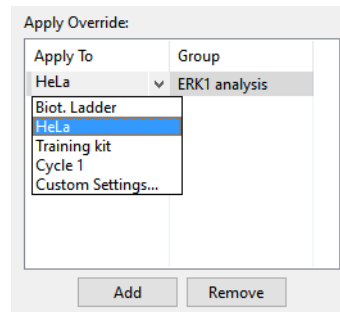 Apply Override:
Apply To Group
HeLa ERK1 analysis
Biot. Ladder
HeLa
Training kit
Cycle 1
Custom Settings...
Add Remove